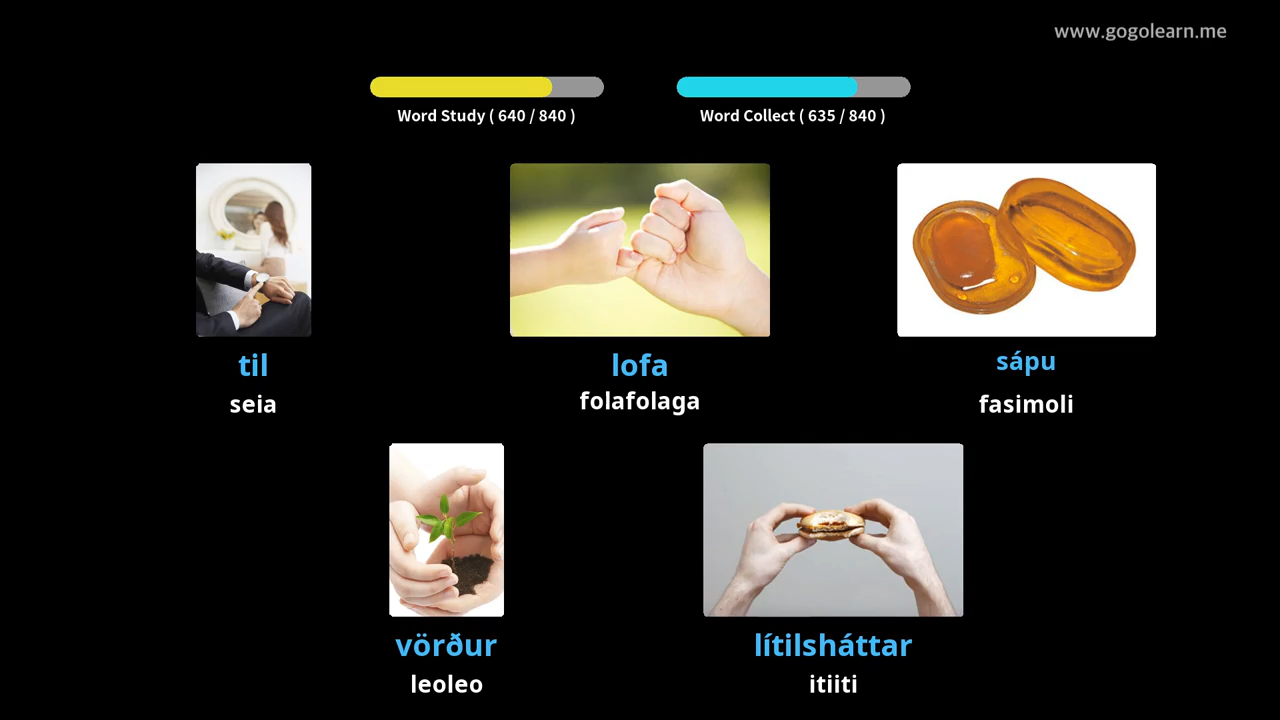 www.gogolearn.me
Word Study ( 640 / 840 )
Word Collect ( 635 / 840 )
til
seia
lofa
folafolaga
sápu
fasimoli
vörður
leoleo
lítilsháttar
itiiti